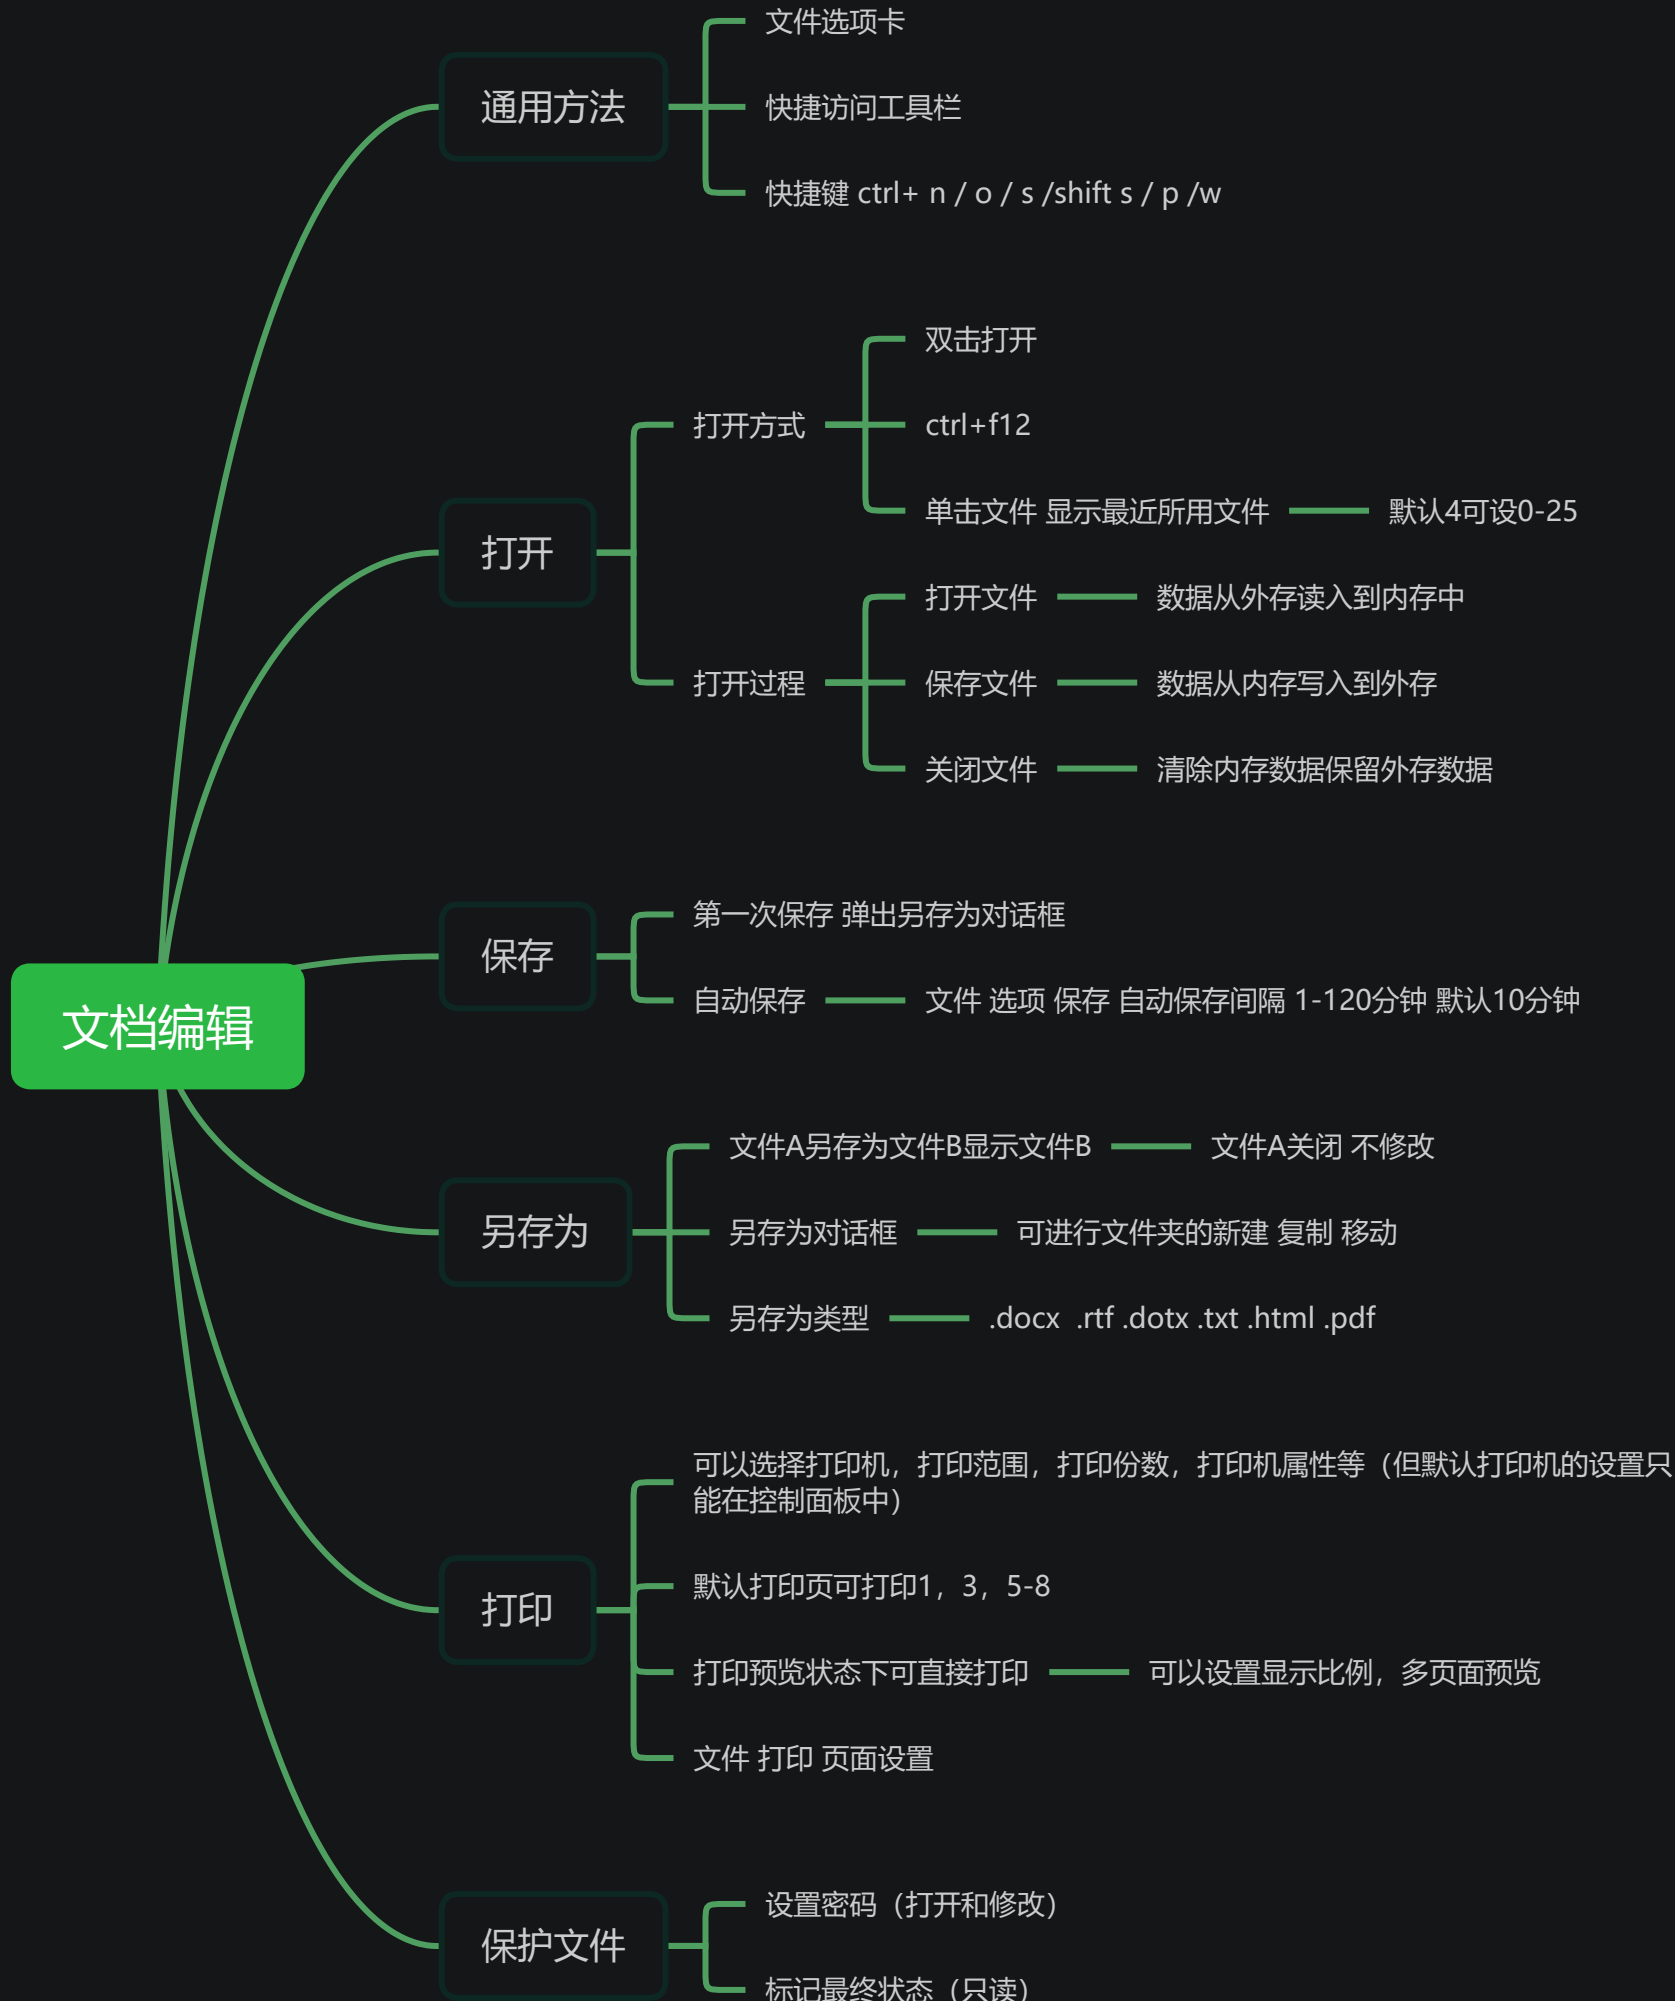 文档编辑
通用方法
文件选项卡
快捷访问工具栏
快捷键 ctrl+ n / o / s /shift s / p /w
打开
打开方式
双击打开
ctrl+f12
单击文件 显示最近所用文件
默认4可设0-25
打开过程
打开文件
数据从外存读入到内存中
保存文件
数据从内存写入到外存
关闭文件
清除内存数据保留外存数据
保存
第一次保存 弹出另存为对话框
自动保存
文件 选项 保存 自动保存间隔 1-120分钟 默认10分钟
另存为
文件A另存为文件B显示文件B
文件A关闭 不修改
另存为对话框
可进行文件夹的新建 复制 移动
另存为类型
.docx  .rtf .dotx .txt .html .pdf
打印
可以选择打印机，打印范围，打印份数，打印机属性等（但默认打印机的设置只
能在控制面板中）
默认打印页可打印1，3，5-8
打印预览状态下可直接打印
可以设置显示比例，多页面预览
文件 打印 页面设置
保护文件
设置密码（打开和修改）
标记最终状态（只读）